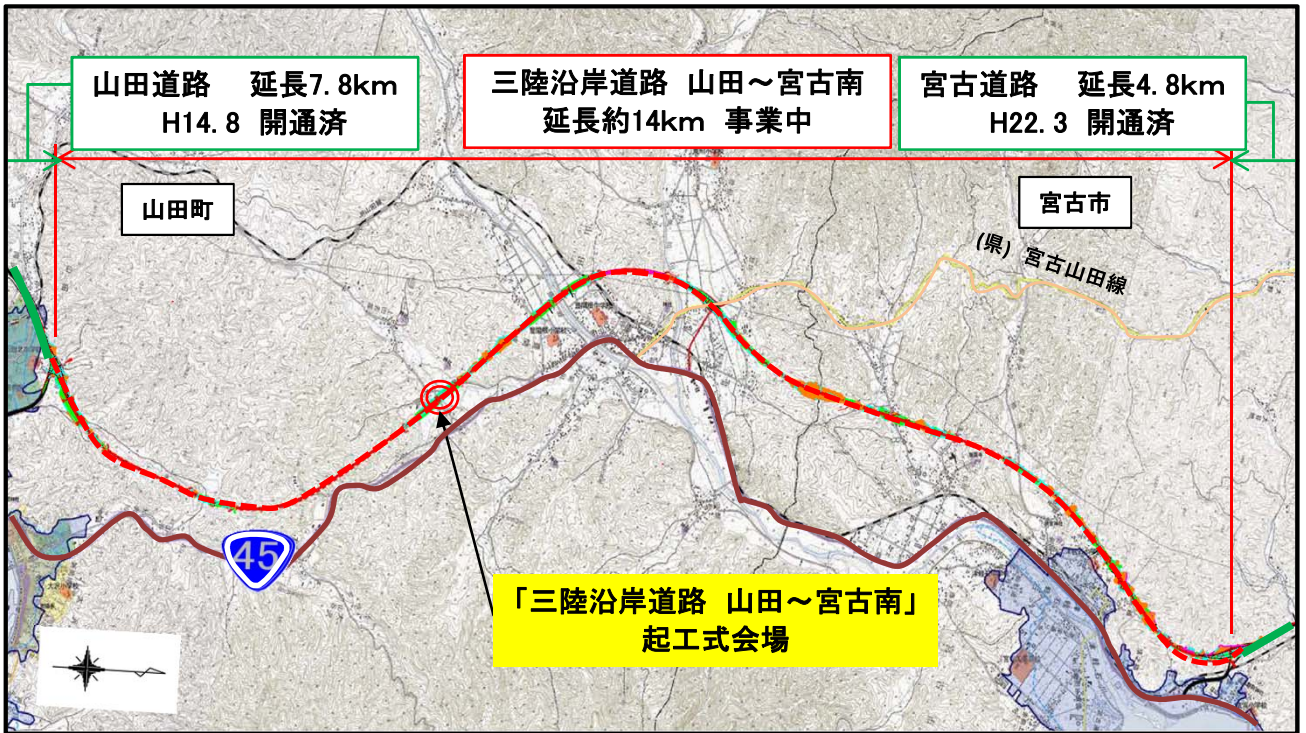 山田道路 延長7.8km
H14.8 開通済
三陸沿岸道路 山田～宮古南
延長約14km 事業中
宮古道路 延長4.8km
H22.3 開通済
山田町
宮古市
(県) 宮古山田線
45
「三陸沿岸道路 山田～宮古南」
起工式会場